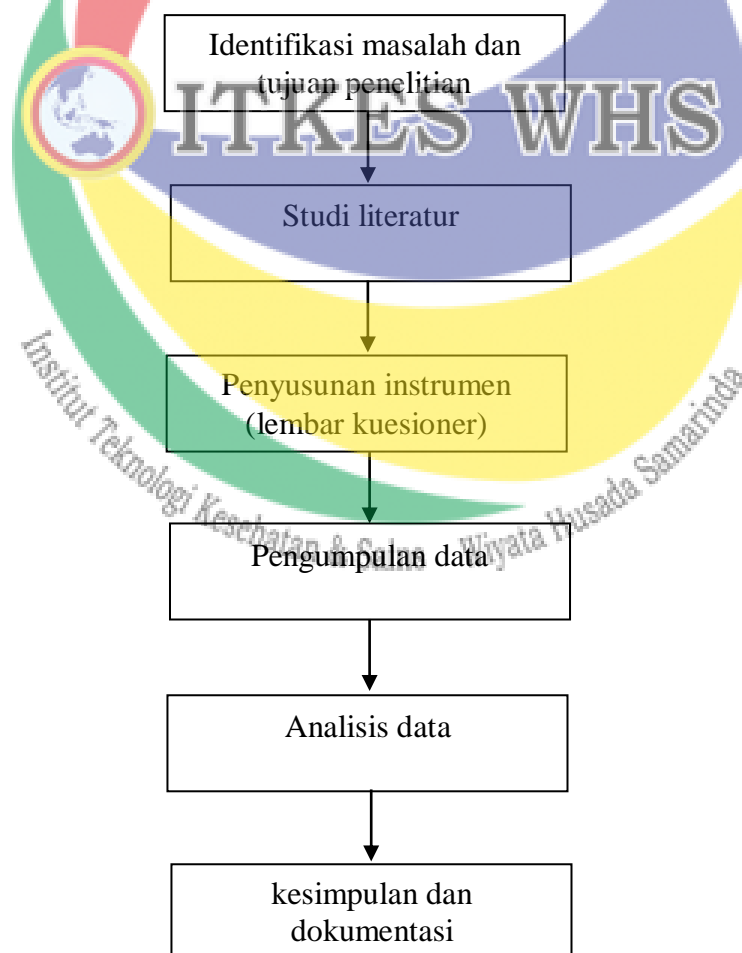 Identifikasi masalah dan
tujuan penelitian
ITKES WHS
Studi literatur
Penyusunan instrumen
(lembar kuesioner)
Institut Teknologi Kesehatan & Sains Wiyata Husada Samarinda
Pengumpulan data
Analisis data
kesimpulan dan
dokumentasi